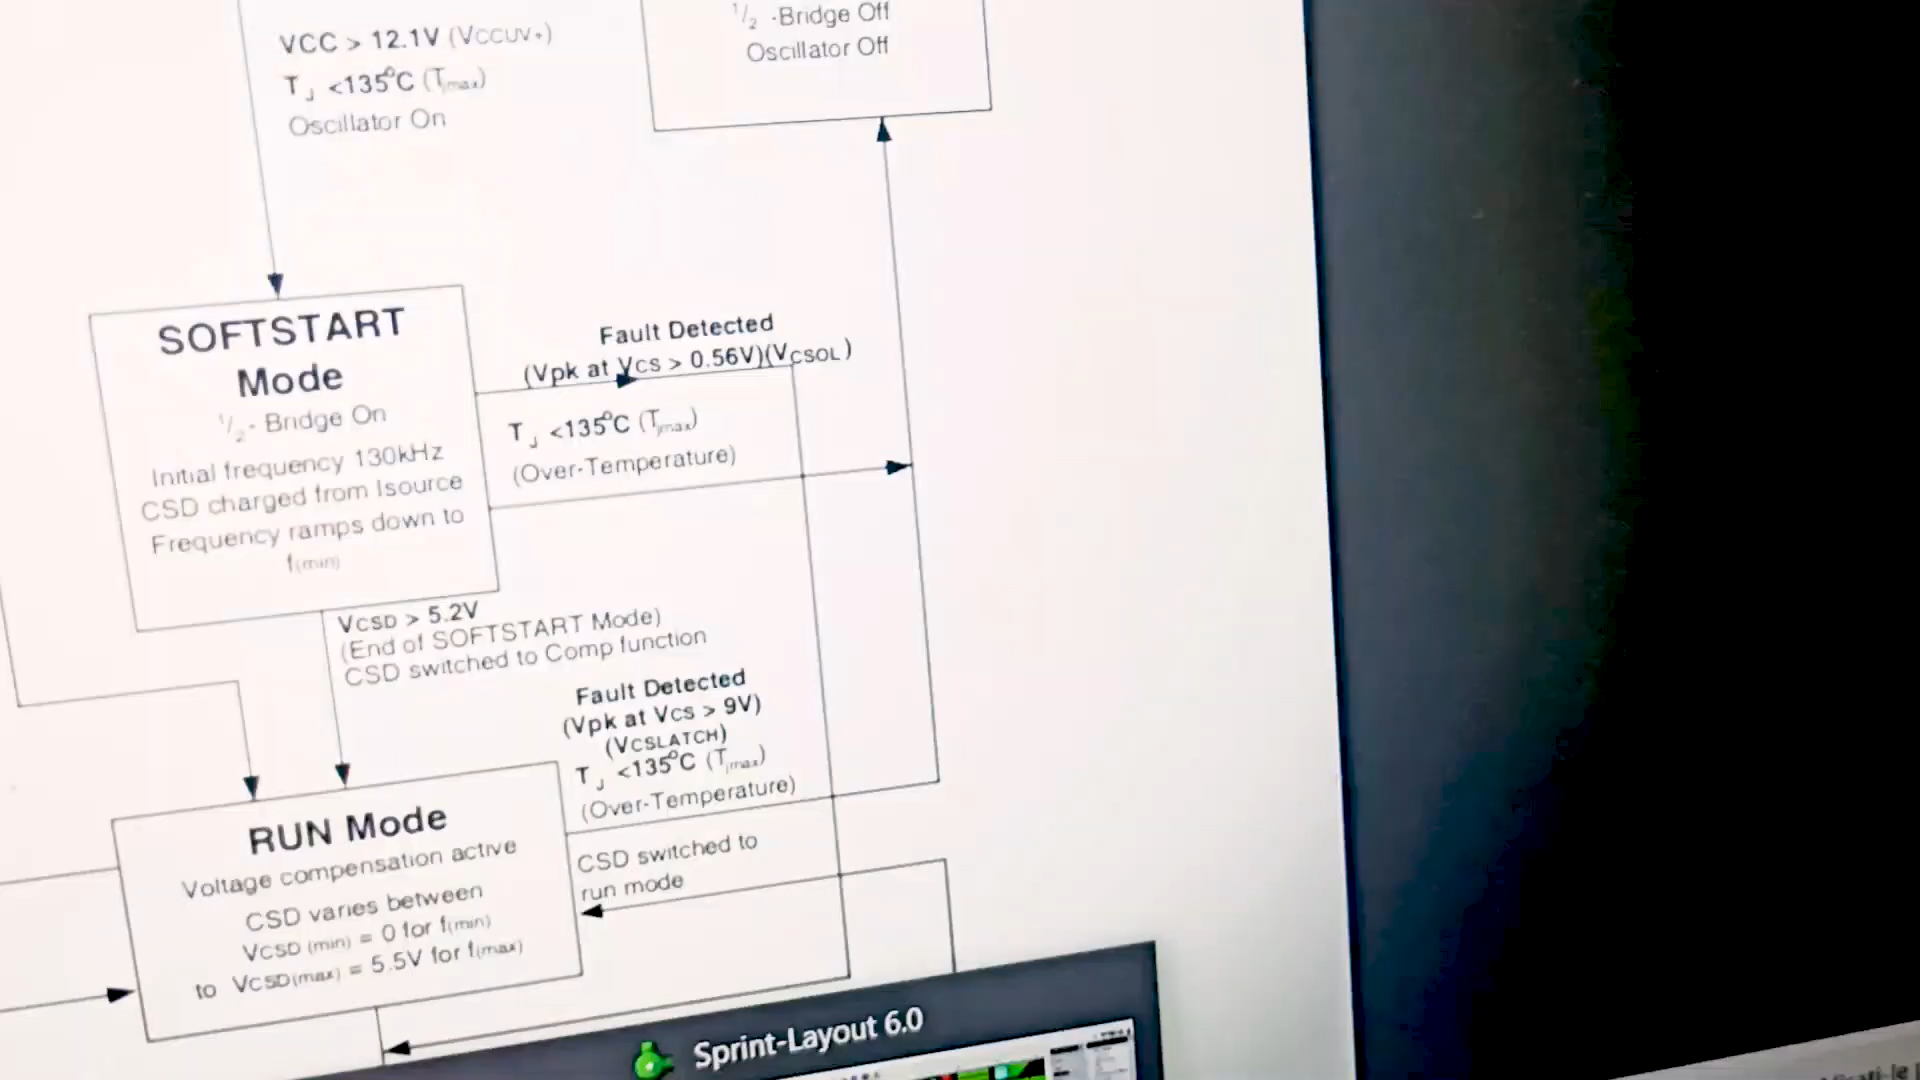 1/2 -Bridge Off
Oscillator Off
VCC > 12.1V (VCCUV+)
TJ <135°C (Tjmax)
Oscillator On
SOFTSTART
Mode
1/2- Bridge On
Initial frequency 130kHz
CSD charged from Isource
Frequency ramps down to
f(min)
Fault Detected
(Vpk at VCS > 0.56V)(VCSOL)
TJ <135°C (Tjmax)
(Over-Temperature)
VCSD > 5.2V
(End of SOFTSTART Mode)
CSD switched to Comp function
Fault Detected
(Vpk at VCS > 9V)
(VCSLATCH)
TJ <135°C (Tjmax)
(Over-Temperature)
RUN Mode
Voltage compensation active
CSD varies between
VCSD (min) = 0 for f(min)
to VCSD(max) = 5.5V for f(max)
CSD switched to
run mode
Sprint-Layout 6.0